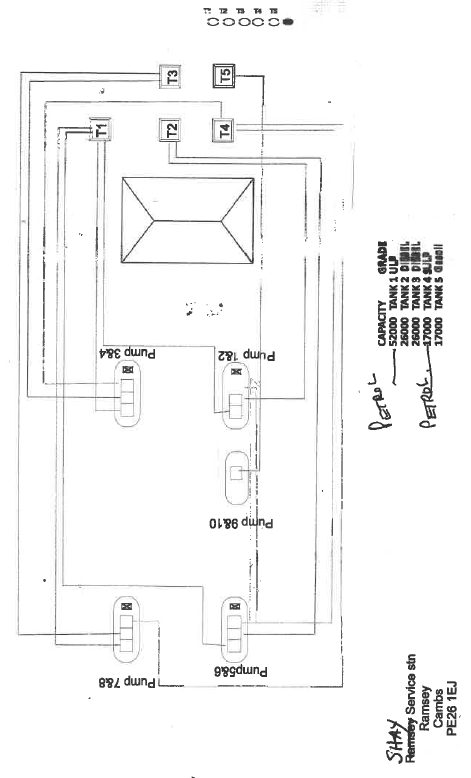 T1 T2 T3 T4 T5
T3
T5
T1
T2
T4
Pump 3&4
Pump 1&2
Pump 9&10
Pump 7&8
Pump5&6
CAPACITY GRADE
PETROL 52000 TANK 1 ULP
26000 TANK 2 DIESEL
26000 TANK 3 DIESEL
PETROL 17000 TANK 4 SULP
17000 TANK 5 Gasoil
SHAY
Ramsey Service stn
Ramsey
Cambs
PE26 1EJ